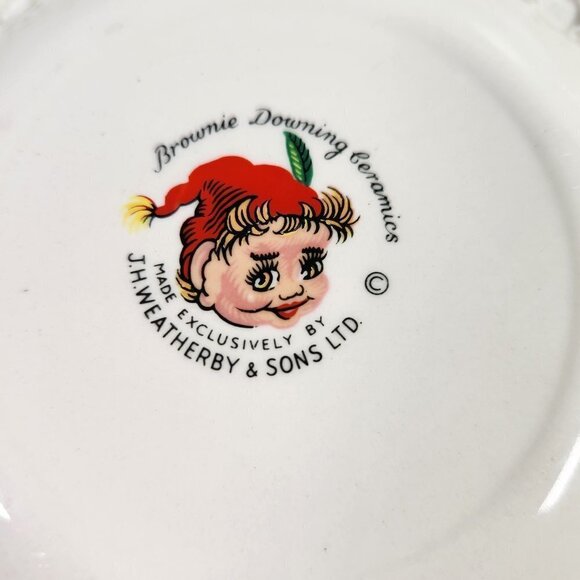 Brownie Downing Ceramics
©
MADE EXCLUSIVELY BY
J.H.WEATHERBY & SONS LTD.